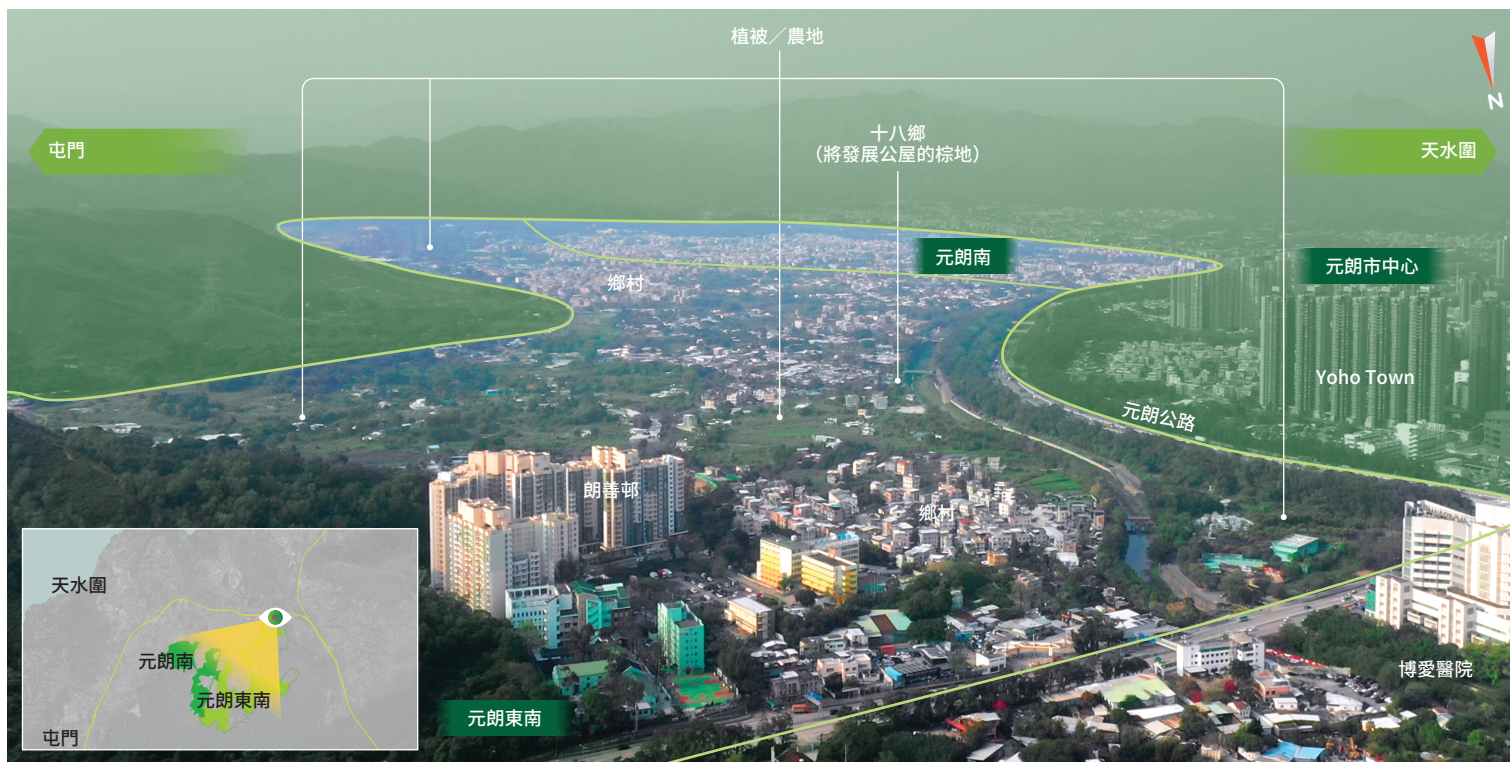 植被／農地
N
十八鄉
（將發展公屋的棕地）
屯門
天水圍
元朗南
元朗市中心
鄉村
Yoho Town
元朗公路
朗善邨
鄉村
天水圍
元朗南
元朗東南
屯門
元朗東南
博愛醫院